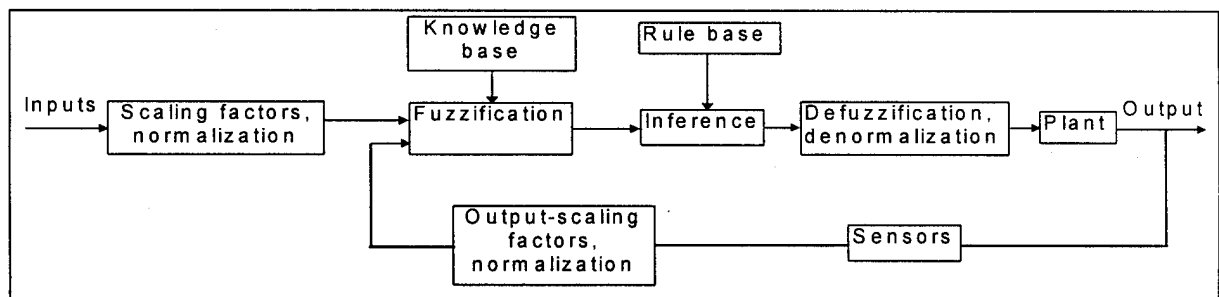 Knowledge
base
Rule base
Inputs
Scaling factors,
normalization
Fuzzification
Inference
Defuzzification,
denormalization
Plant
Output
Output-scaling
factors,
normalization
Sensors